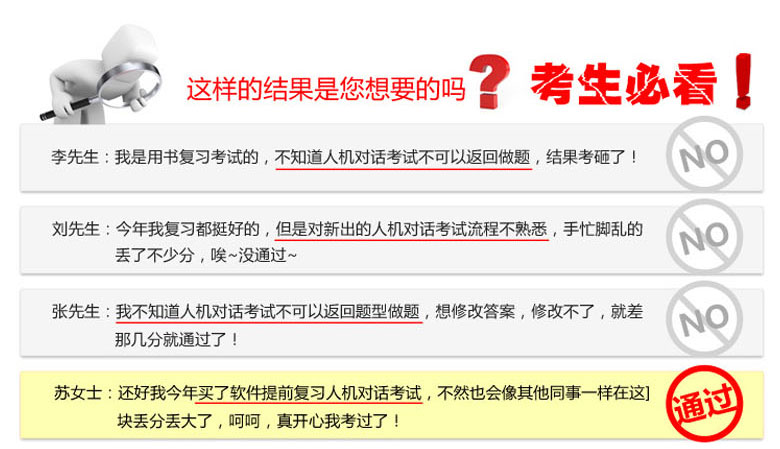 这样的结果是您想要的吗？考生必看！
李先生：我是用书复习考试的，不知道人机对话考试不可以返回做题，结果考砸了！
NO
刘先生：今年我复习都挺好的，但是对新出的人机对话考试流程不熟悉，手忙脚乱的
丢了不少分，唉~没通过~
NO
张先生：我不知道人机对话考试不可以返回题型做题，想修改答案，修改不了，就差
那几分就通过了！
NO
苏女士：还好我今年买了软件提前复习人机对话考试，不然也会像其他同事一样在这]
块丢分丢大了，呵呵，真开心我考过了！
通过